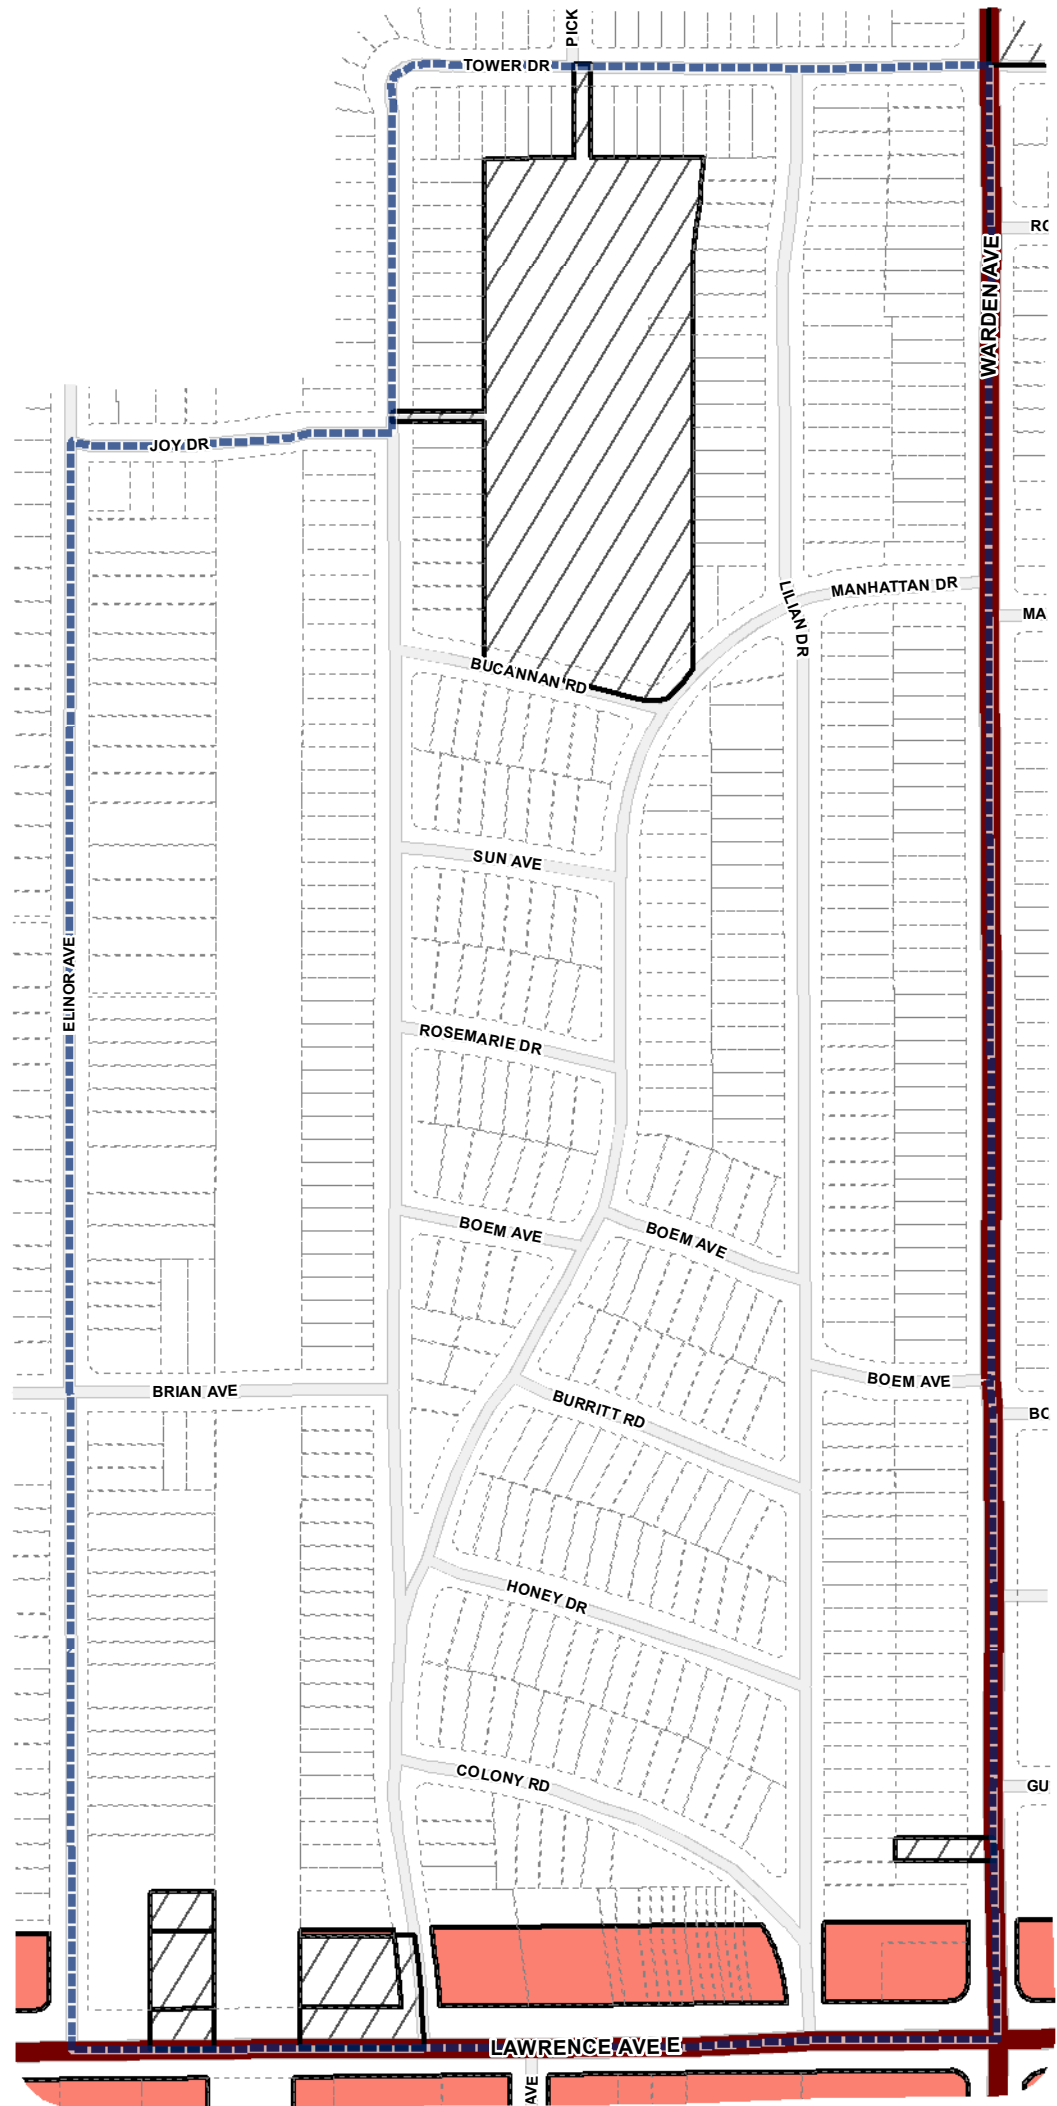 PICK
TOWER DR
WARDEN AVE
RO
JOY DR
MANHATTAN DR
LILIAN DR
MA
BUCANNAN RD
SUN AVE
ELINOR AVE
ROSEMARIE DR
BOEM AVE
BOEM AVE
BOEM AVE
BRIAN AVE
BURRITT RD
BO
HONEY DR
COLONY RD
GU
LAWRENCE AVE E
AVE